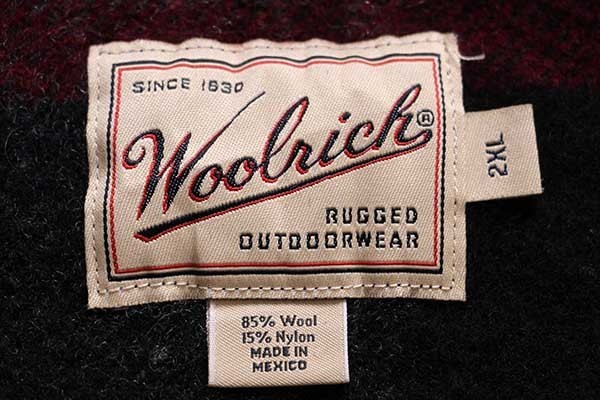 SINCE 1830
Woolrich®
RUGGED
OUTDOORWEAR
2XL
85% Wool
15% Nylon
MADE IN
MEXICO